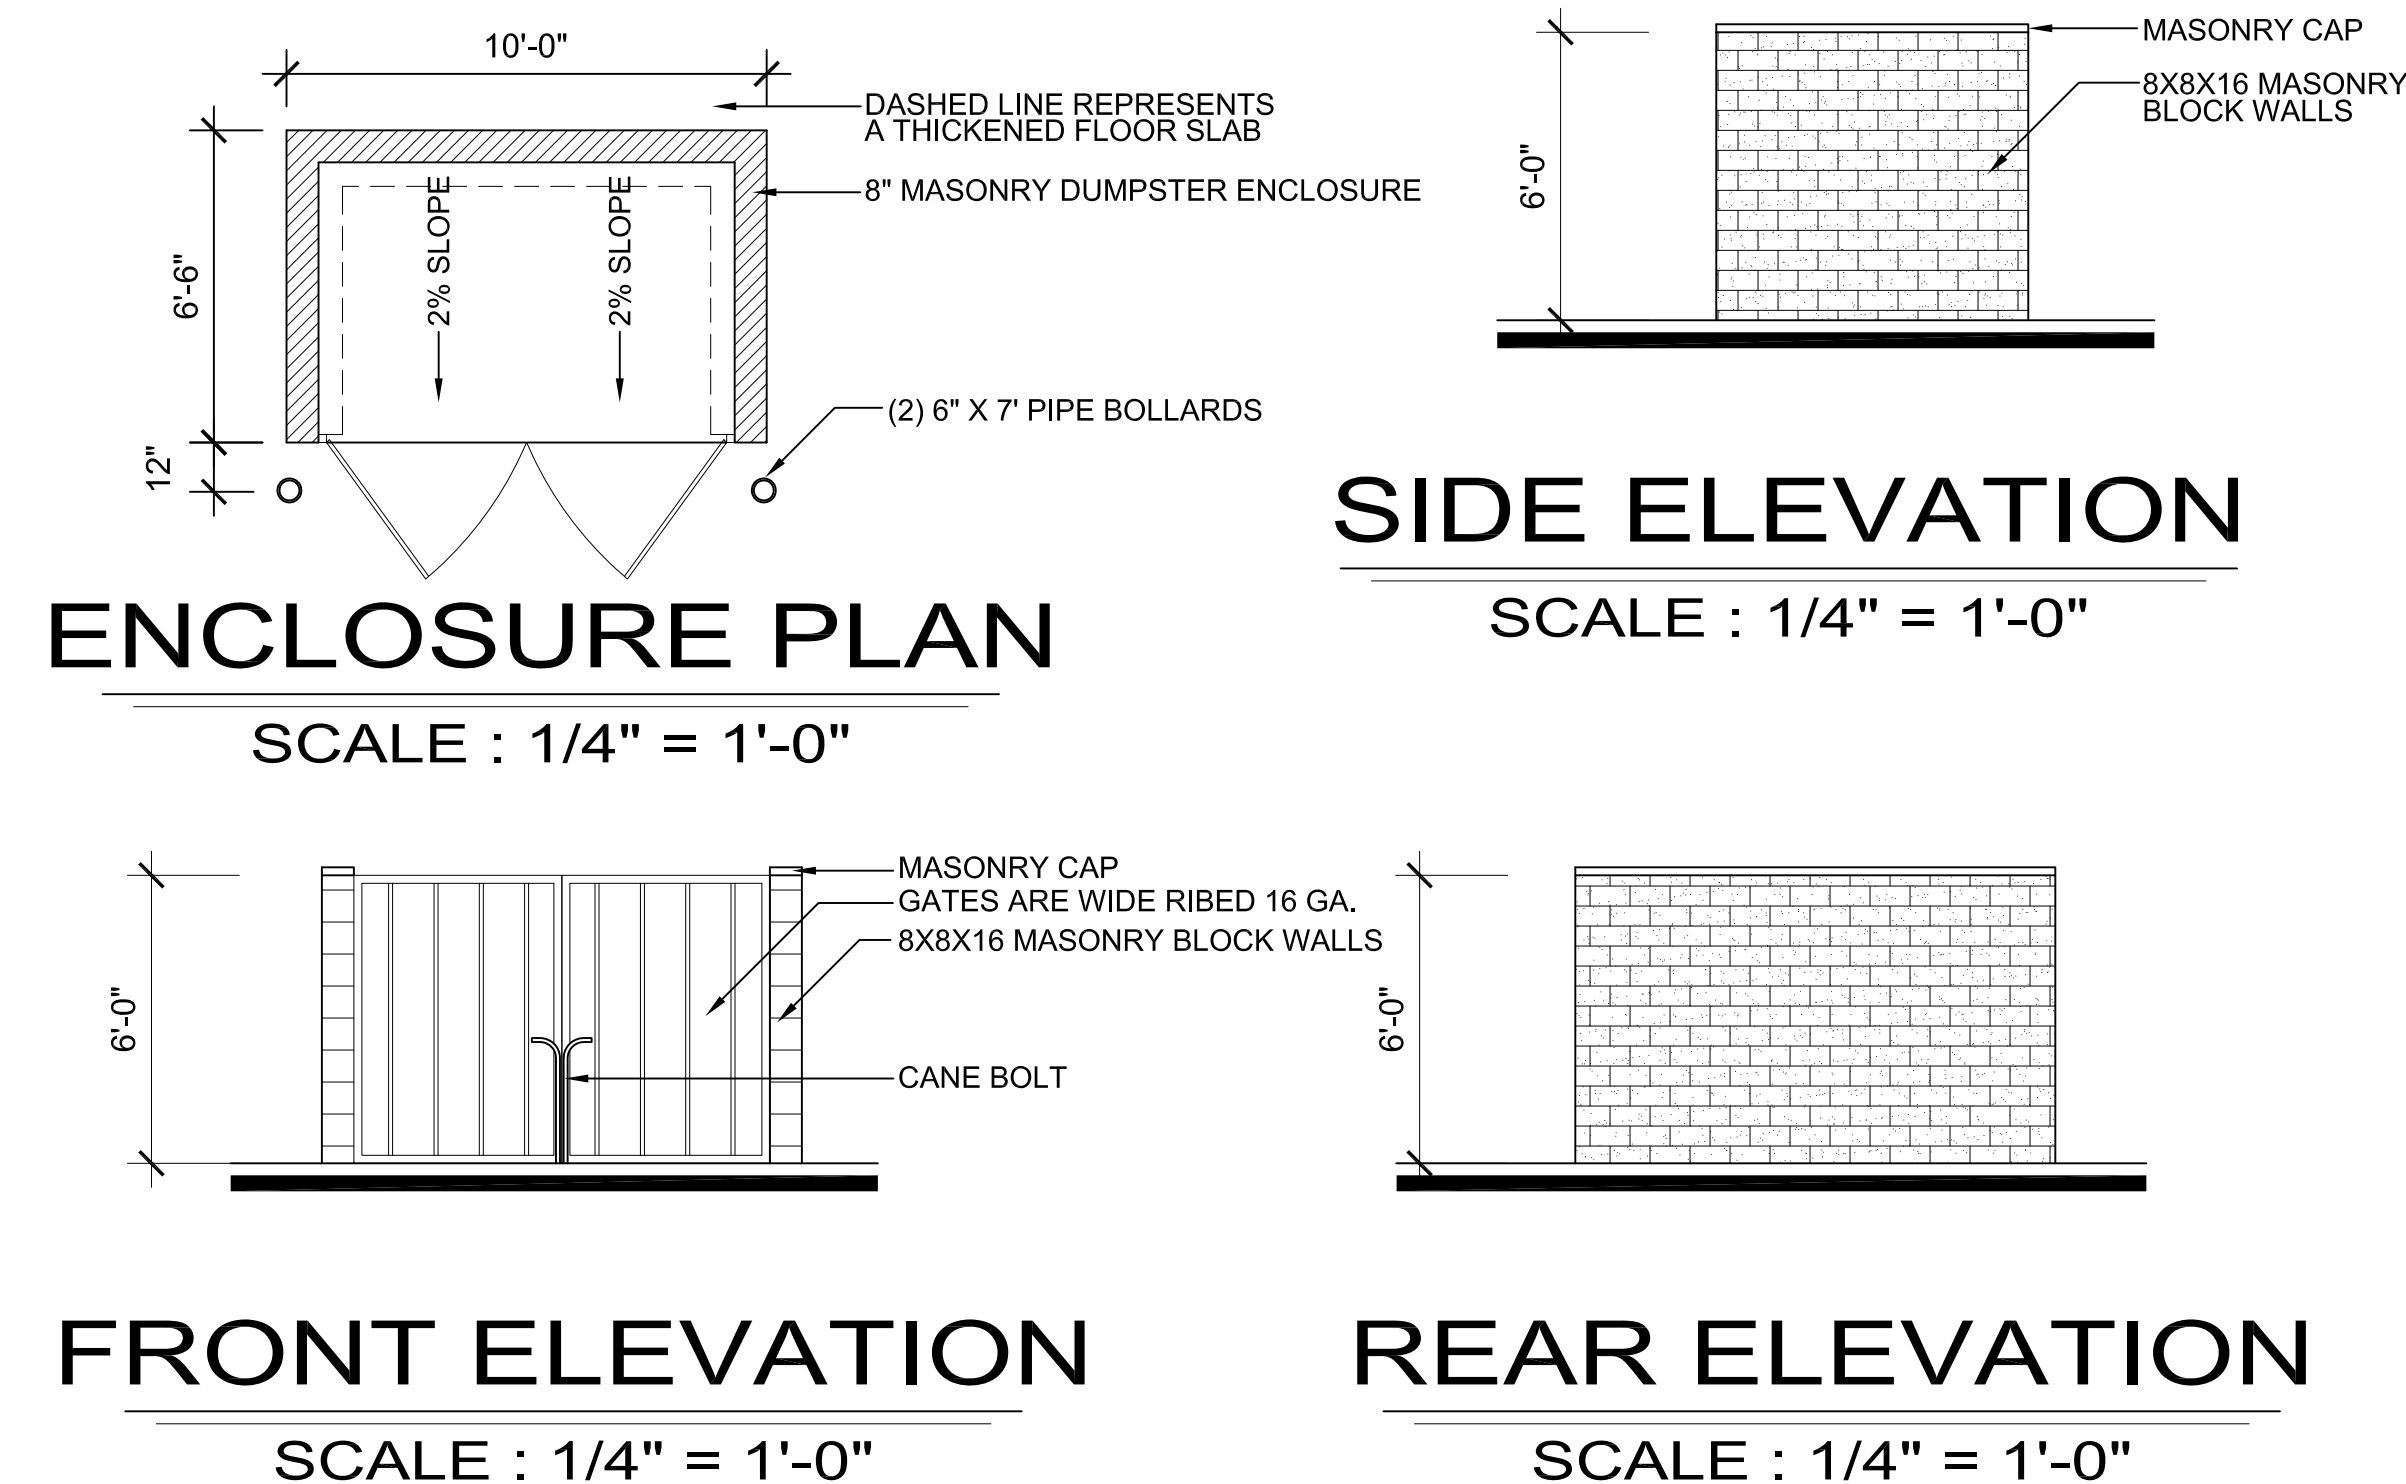 10'-0"
DASHED LINE REPRESENTS
A THICKENED FLOOR SLAB
8" MASONRY DUMPSTER ENCLOSURE
6'-6"
2% SLOPE
2% SLOPE
(2) 6" X 7' PIPE BOLLARDS
12"
ENCLOSURE PLAN
SCALE : 1/4" = 1'-0"
MASONRY CAP
8X8X16 MASONRY
BLOCK WALLS
6'-0"
SIDE ELEVATION
SCALE : 1/4" = 1'-0"
MASONRY CAP
GATES ARE WIDE RIBED 16 GA.
8X8X16 MASONRY BLOCK WALLS
6'-0"
CANE BOLT
FRONT ELEVATION
SCALE : 1/4" = 1'-0"
6'-0"
REAR ELEVATION
SCALE : 1/4" = 1'-0"